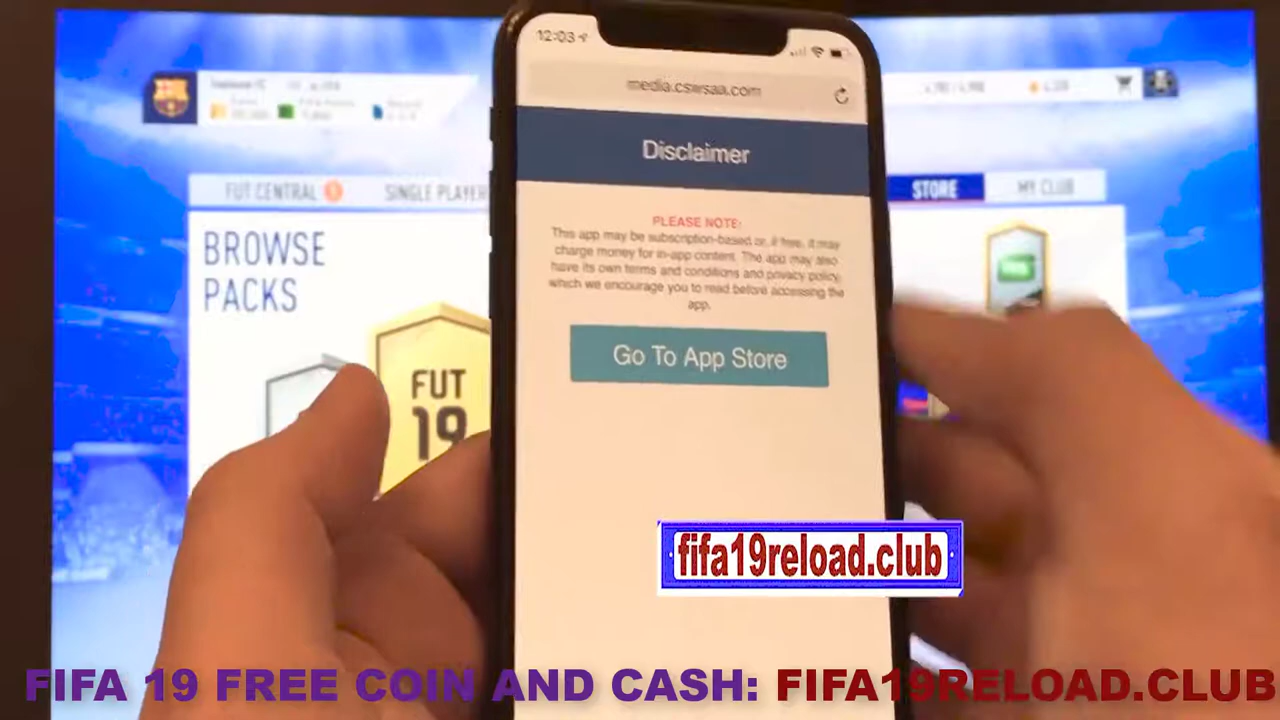 12:03
media.cswsaa.com
Disclaimer
PLEASE NOTE:
This app may be subscription-based or, if free, it may
charge money for in-app content. The app may also
have its own terms and conditions and privacy policy,
which we encourage you to read before accessing the
app.
Go To App Store
FUT CENTRAL
SINGLE PLAYER
STORE
MY CLUB
BROWSE
PACKS
FUT
19
fifa19reload.club
FIFA 19 FREE COIN AND CASH: FIFA19RELOAD.CLUB